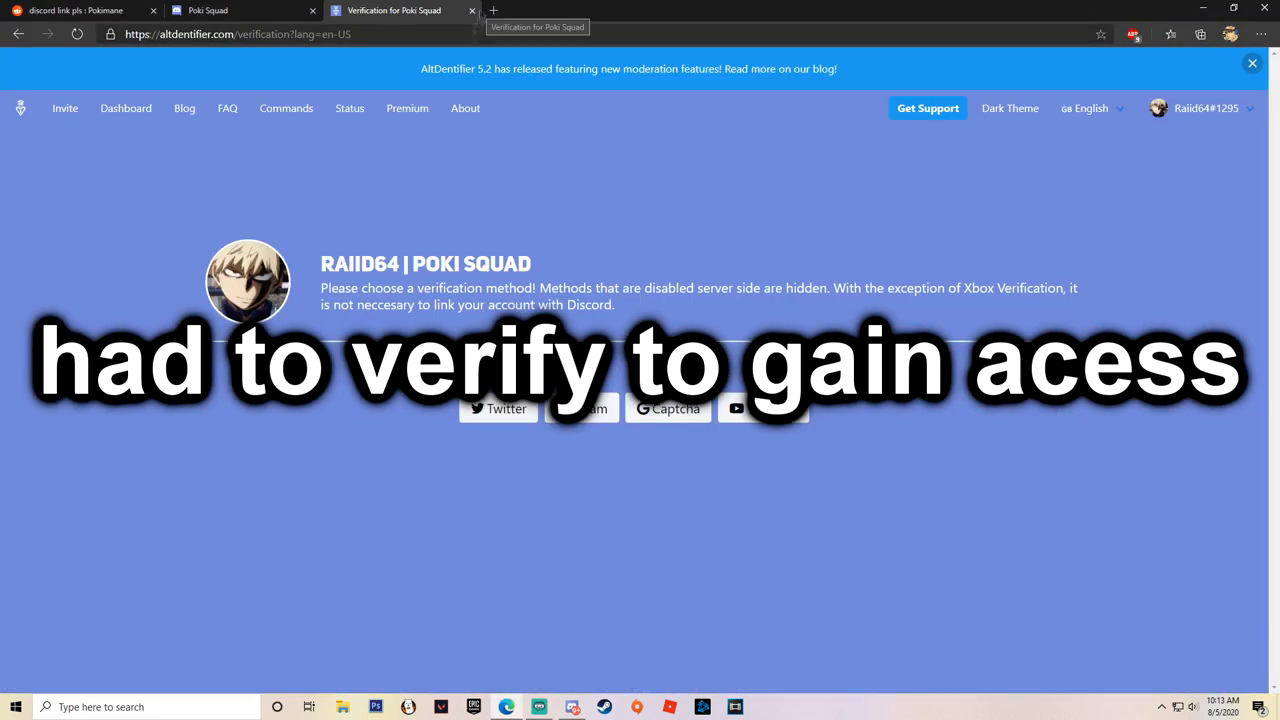 discord link pls : Pokimane
Poki Squad
Verification for Poki Squad
Verification for Poki Squad
https://altdentifier.com/verification?lang=en-US
9
AltDentifier 5.2 has released featuring new moderation features! Read more on our blog!
Invite Dashboard Blog FAQ Commands Status Premium About
Get Support Dark Theme GB English Raiid64#1295
RAIID64 | POKI SQUAD
Please choose a verification method! Methods that are disabled server side are hidden. With the exception of Xbox Verification, it
is not neccesary to link your account with Discord.
had to verify to gain acess
Twitter Captcha
Type here to search
EPIC GAMES
10:13 AM
8/5/2020
2